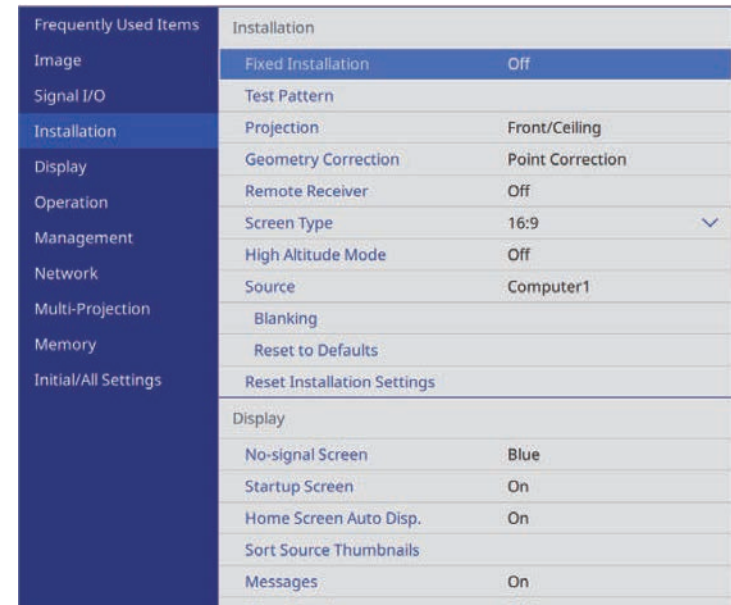 Frequently Used Items
Image
Signal I/O
Installation
Display
Operation
Management
Network
Multi-Projection
Memory
Initial/All Settings
Installation
Fixed Installation Off
Test Pattern
Projection Front/Ceiling
Geometry Correction Point Correction
Remote Receiver Off
Screen Type 16:9
High Altitude Mode Off
Source Computer1
Blanking
Reset to Defaults
Reset Installation Settings
Display
No-signal Screen Blue
Startup Screen On
Home Screen Auto Disp. On
Sort Source Thumbnails
Messages On